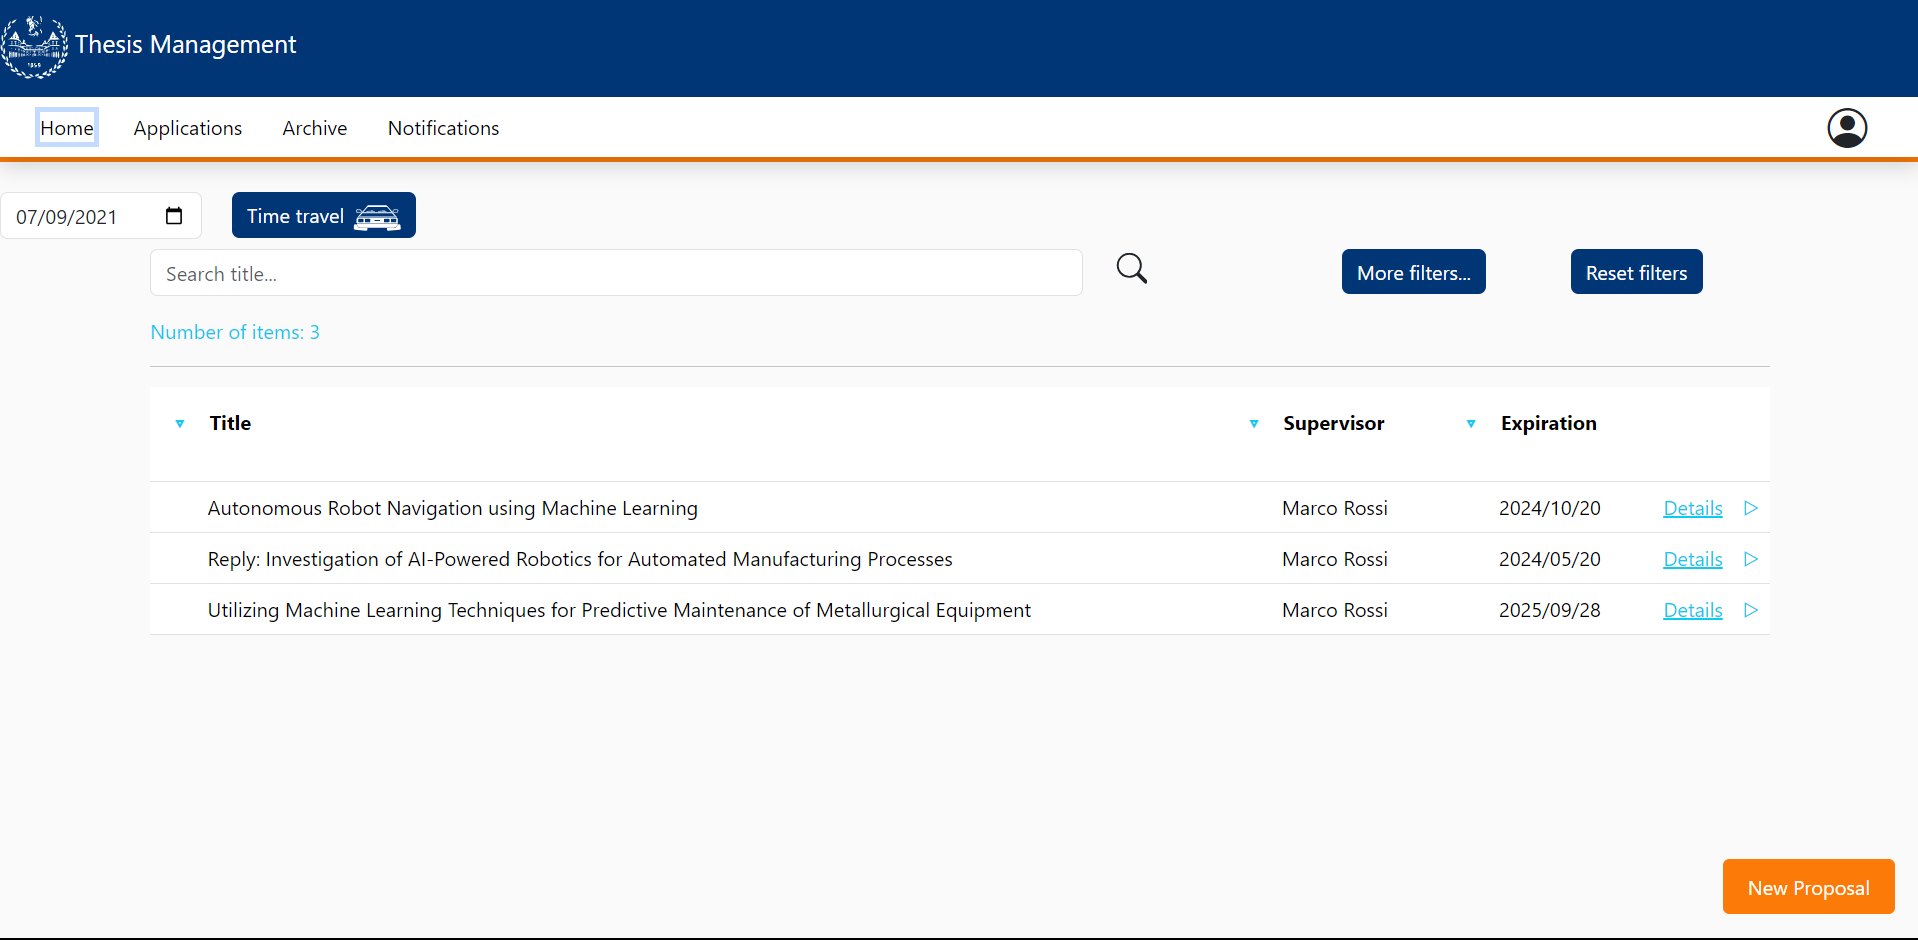 1859
Thesis Management
Home Applications Archive Notifications
07/09/2021 Time travel
Search title... More filters... Reset filters
Number of items: 3
Title Supervisor Expiration
Autonomous Robot Navigation using Machine Learning Marco Rossi 2024/10/20 Details
Reply: Investigation of AI-Powered Robotics for Automated Manufacturing Processes Marco Rossi 2024/05/20 Details
Utilizing Machine Learning Techniques for Predictive Maintenance of Metallurgical Equipment Marco Rossi 2025/09/28 Details
New Proposal